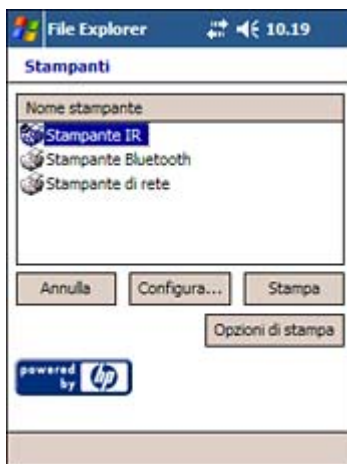 File Explorer 10.19
Stampanti
Nome stampante
Stampante IR
Stampante Bluetooth
Stampante di rete
Annulla Configura... Stampa
Opzioni di stampa
powered by hp